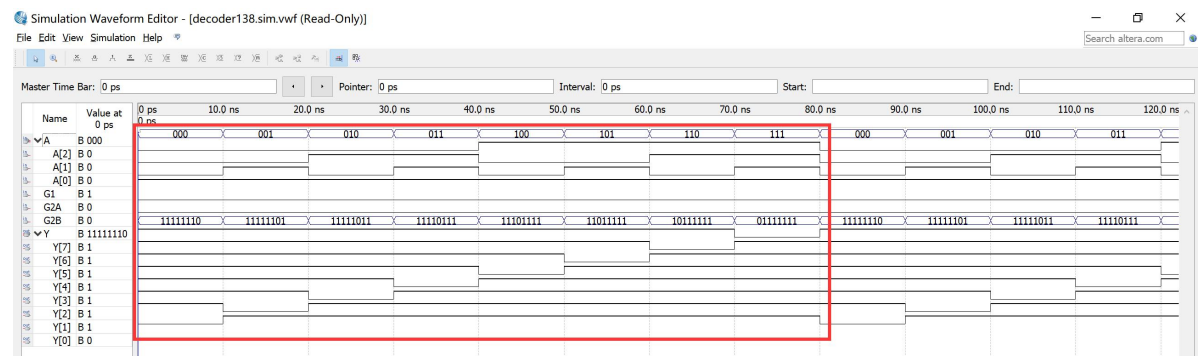 Simulation Waveform Editor - [decoder138.sim.vwf (Read-Only)]
File Edit View Simulation Help
Search altera.com
Master Time Bar: 0 ps Pointer: 0 ps Interval: 0 ps Start: End:
Name Value at 0 ps
0 ps 10.0 ns 20.0 ns 30.0 ns 40.0 ns 50.0 ns 60.0 ns 70.0 ns 80.0 ns 90.0 ns 100.0 ns 110.0 ns 120.0 ns
0 ps
A B 000 000 001 010 011 100 101 110 111 000 001 010 011
A[2] B 0
A[1] B 0
A[0] B 0
G1 B 1
G2A B 0
G2B B 0 11111110 11111101 11111011 11110111 11101111 11011111 10111111 01111111 11111110 11111101 11111011 11110111
Y B 11111110
Y[7] B 1
Y[6] B 1
Y[5] B 1
Y[4] B 1
Y[3] B 1
Y[2] B 1
Y[1] B 1
Y[0] B 0